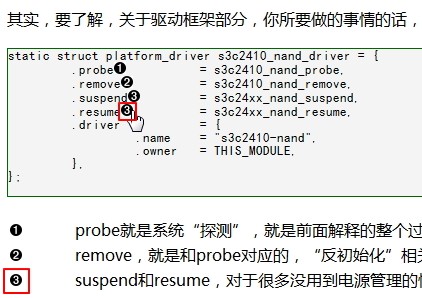 其实，要了解，关于驱动框架部分，你所要做的事情的话，
static struct platform_driver s3c2410_nand_driver = {
.probe❶ = s3c2410_nand_probe,
.remove❷ = s3c2410_nand_remove,
.suspend❸ = s3c24xx_nand_suspend,
.resume❸ = s3c24xx_nand_resume,
.driver = {
.name = "s3c2410-nand",
.owner = THIS_MODULE,
},
};
❶ probe就是系统“探测”，就是前面解释的整个过
❷ remove，就是和probe对应的，“反初始化”相
❸ suspend和resume，对于很多没用到电源管理的